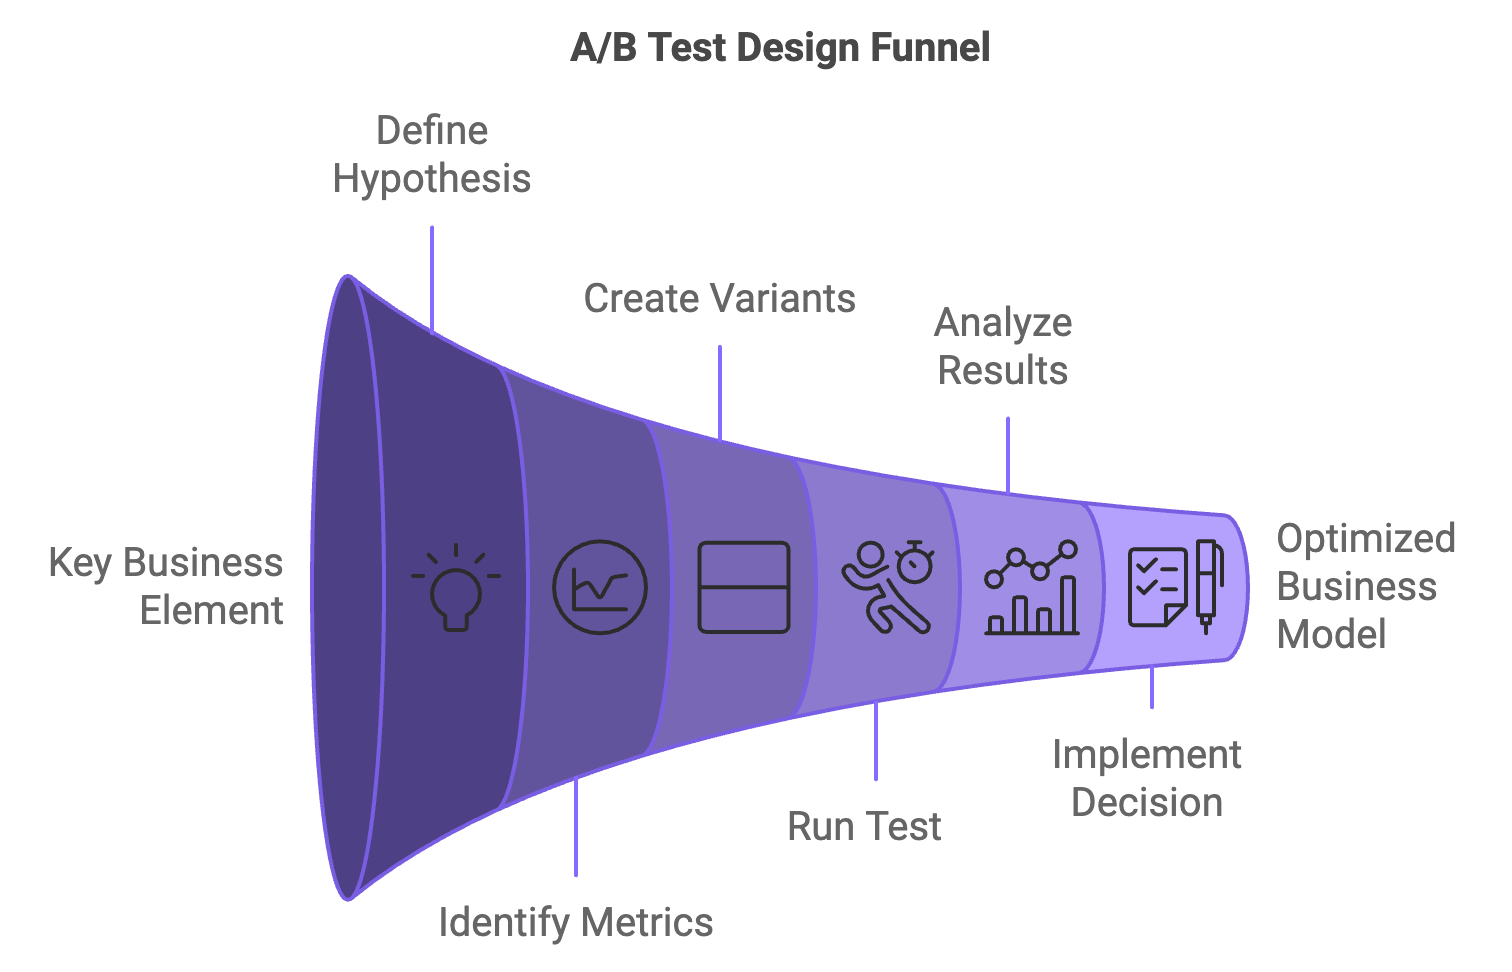 A/B Test Design Funnel
Define
Hypothesis
Create Variants
Analyze
Results
Key Business
Element
Optimized
Business
Model
Implement
Decision
Run Test
Identify Metrics